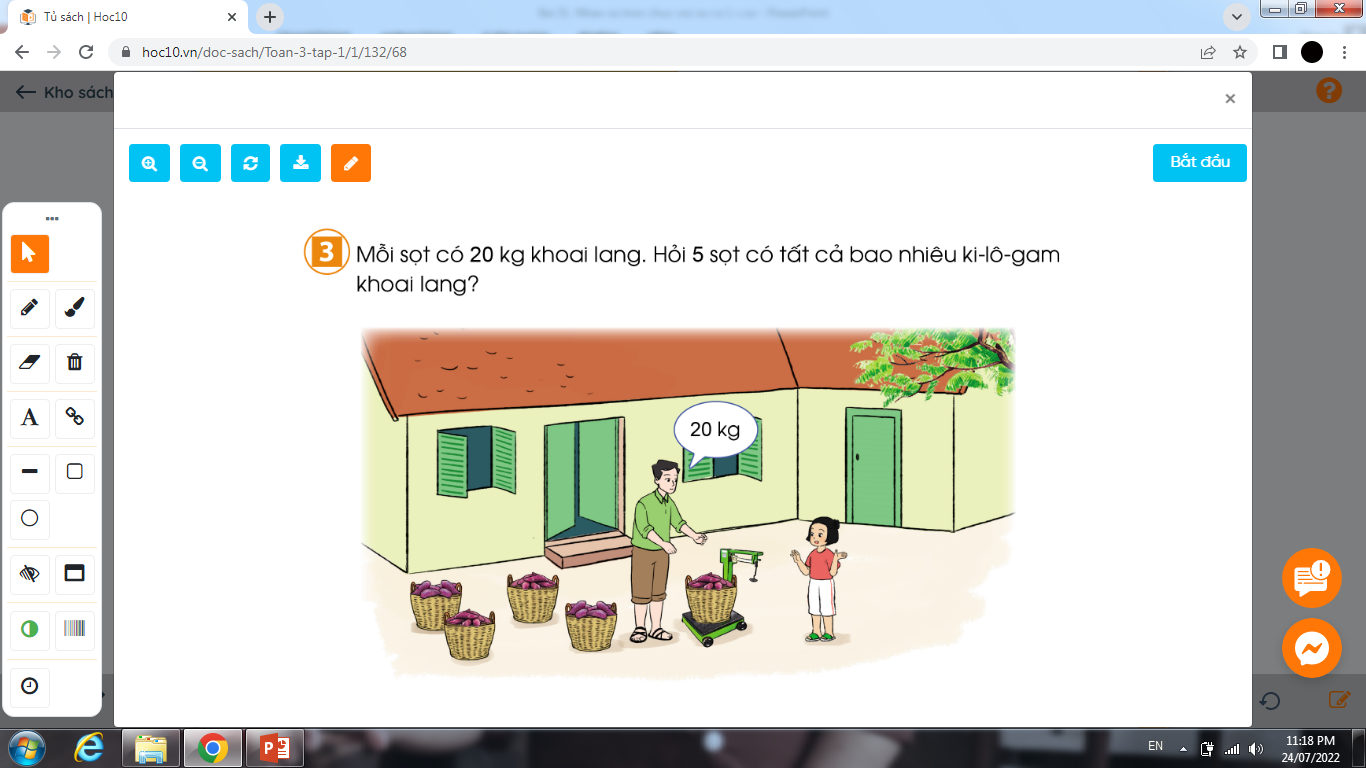 Tủ sách | Hoc10
hoc10.vn/doc-sach/Toan-3-tap-1/1/132/68
Kho sách
Bắt đầu
3 Mỗi sọt có 20 kg khoai lang. Hỏi 5 sọt có tất cả bao nhiêu ki-lô-gam
khoai lang?
20 kg
A
EN
11:18 PM
24/07/2022